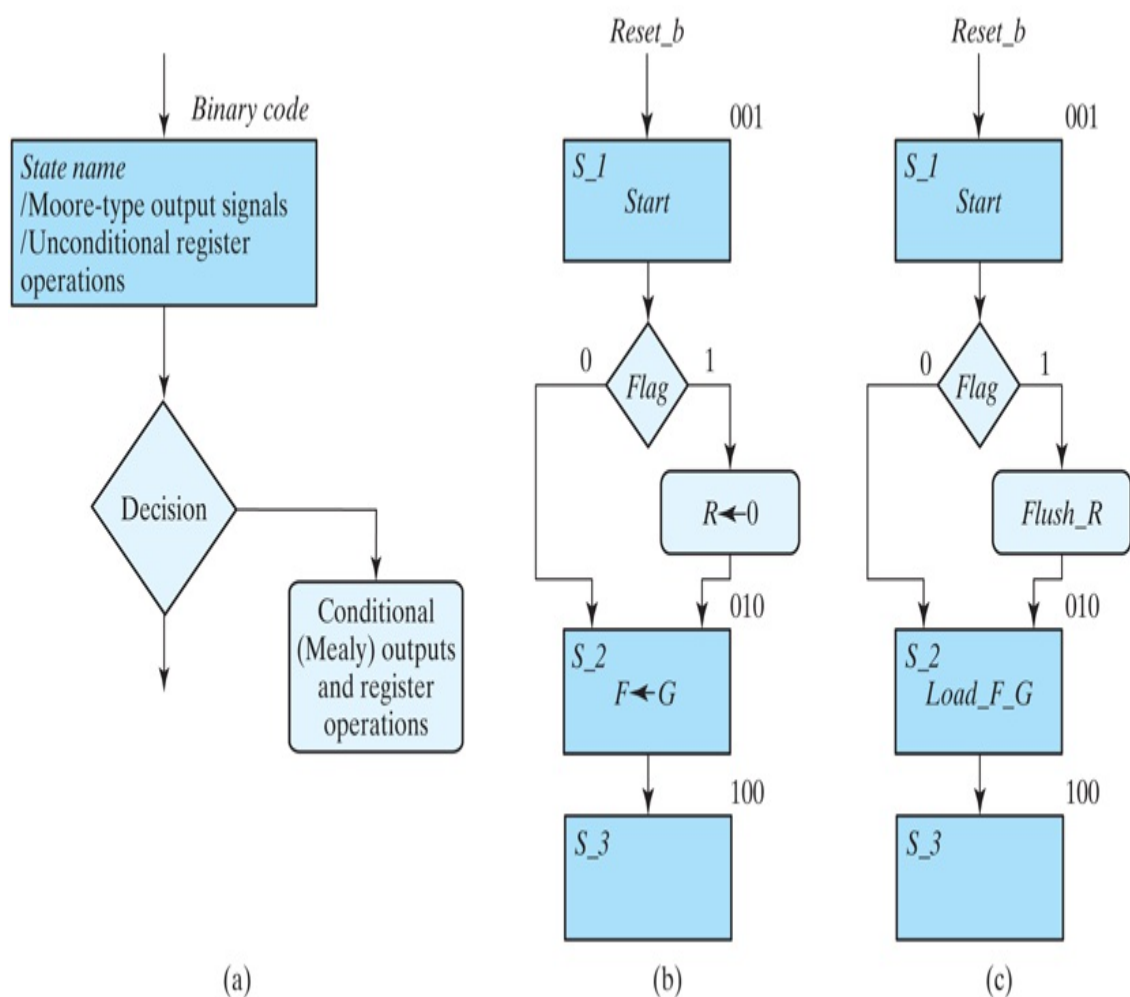 Binary code
State name
/Moore-type output signals
/Unconditional register
operations
Decision
Conditional
(Mealy) outputs
and register
operations
(a)
Reset_b
001
S_1
Start
0
1
Flag
R←0
010
S_2
F←G
100
S_3
(b)
Reset_b
001
S_1
Start
0
1
Flag
Flush_R
010
S_2
Load_F_G
100
S_3
(c)